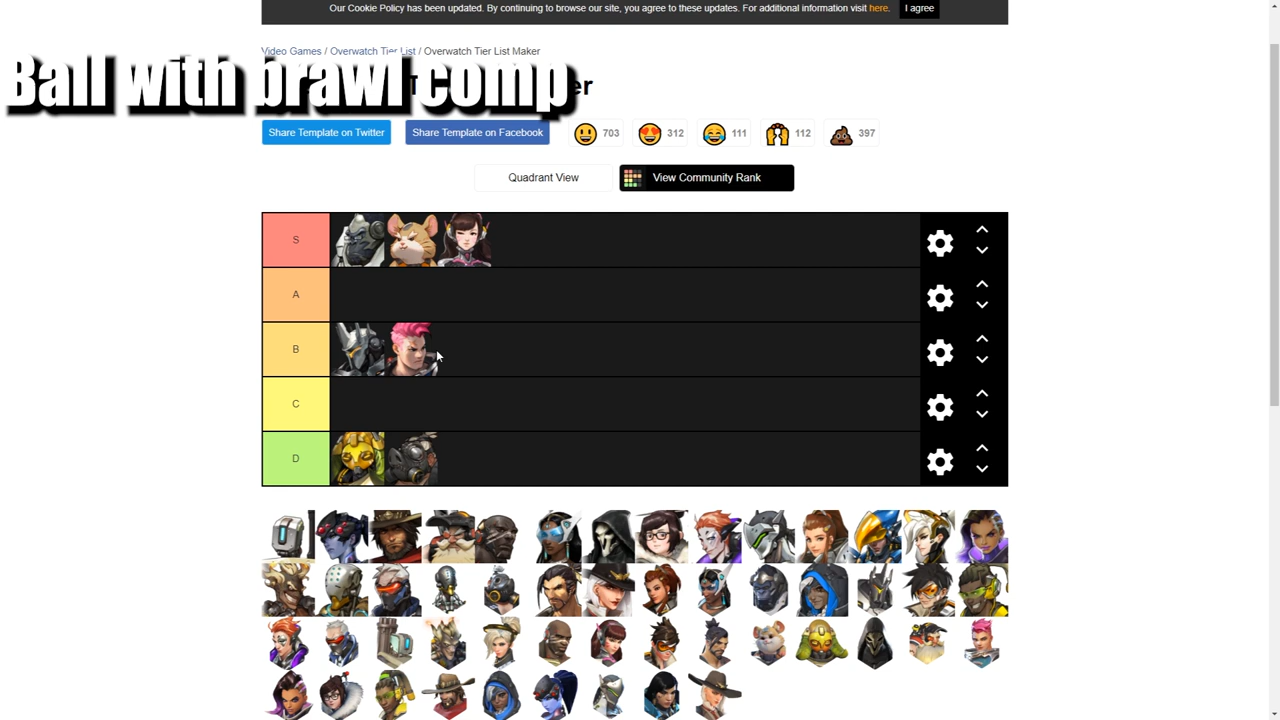 Our Cookie Policy has been updated. By continuing to browse our site, you agree to these updates. For additional information visit here. I agree
Video Games / Overwatch Tier List / Overwatch Tier List Maker
Ball with brawl comp
Share Template on Twitter Share Template on Facebook 703 312 111 112 397
Quadrant View View Community Rank
S
A
B
C
D